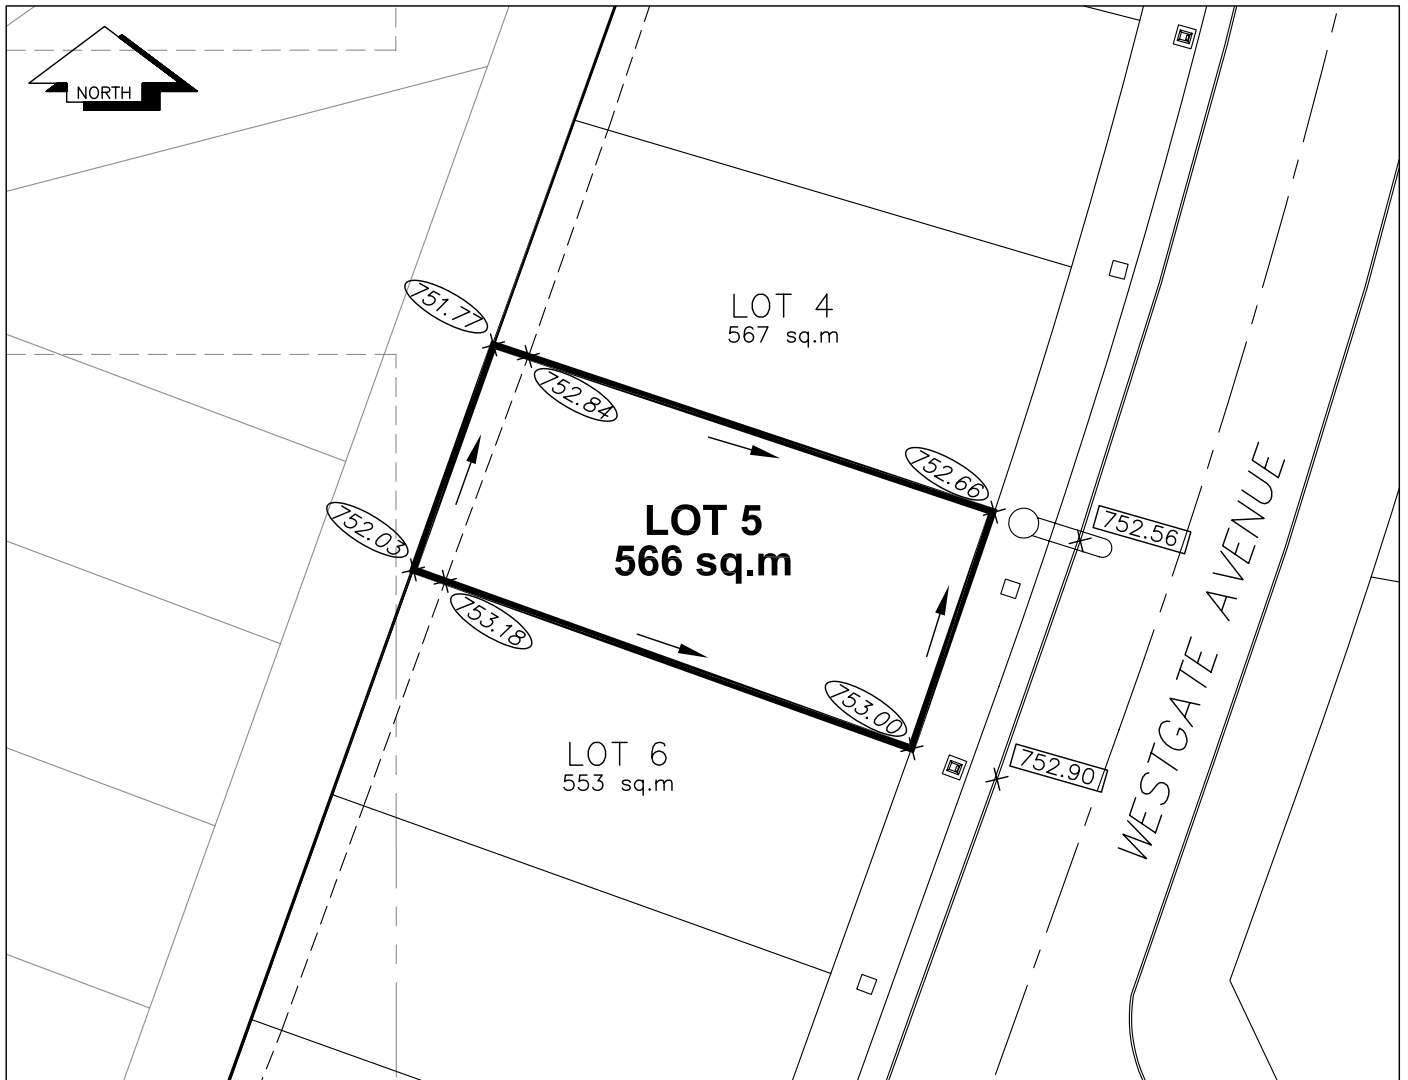 NORTH
751.77
LOT 4
567 sq.m
752.84
752.66
LOT 5
566 sq.m
752.03
752.56
753.18
753.00
LOT 6
553 sq.m
752.90
WESTGATE AVENUE